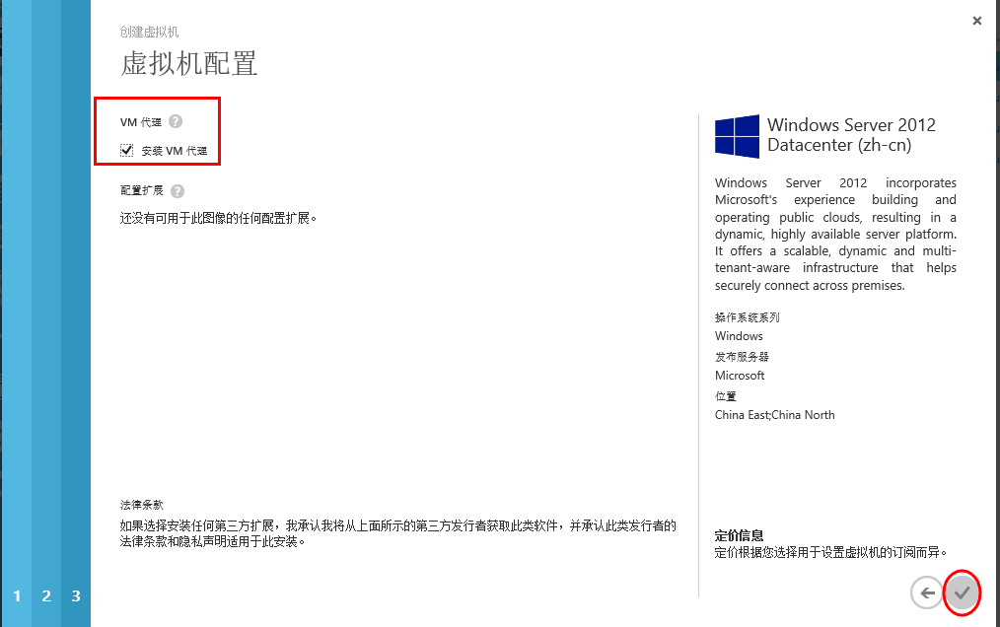 创建虚拟机
虚拟机配置
VM 代理 ?
安装 VM 代理
配置扩展 ?
还没有可用于此图像的任何配置扩展。
法律条款
如果选择安装任何第三方扩展，我承认我将从上面所示的第三方发行者获取此类软件，并承认此类发行者的
法律条款和隐私声明适用于此安装。
1 2 3
Windows Server 2012
Datacenter (zh-cn)
Windows Server 2012 incorporates
Microsoft's experience building and
operating public clouds, resulting in a
dynamic, highly available server platform.
It offers a scalable, dynamic and multi-
tenant-aware infrastructure that helps
securely connect across premises.
操作系统系列
Windows
发布服务器
Microsoft
位置
China East;China North
定价信息
定价根据您选择用于设置虚拟机的订阅而异。